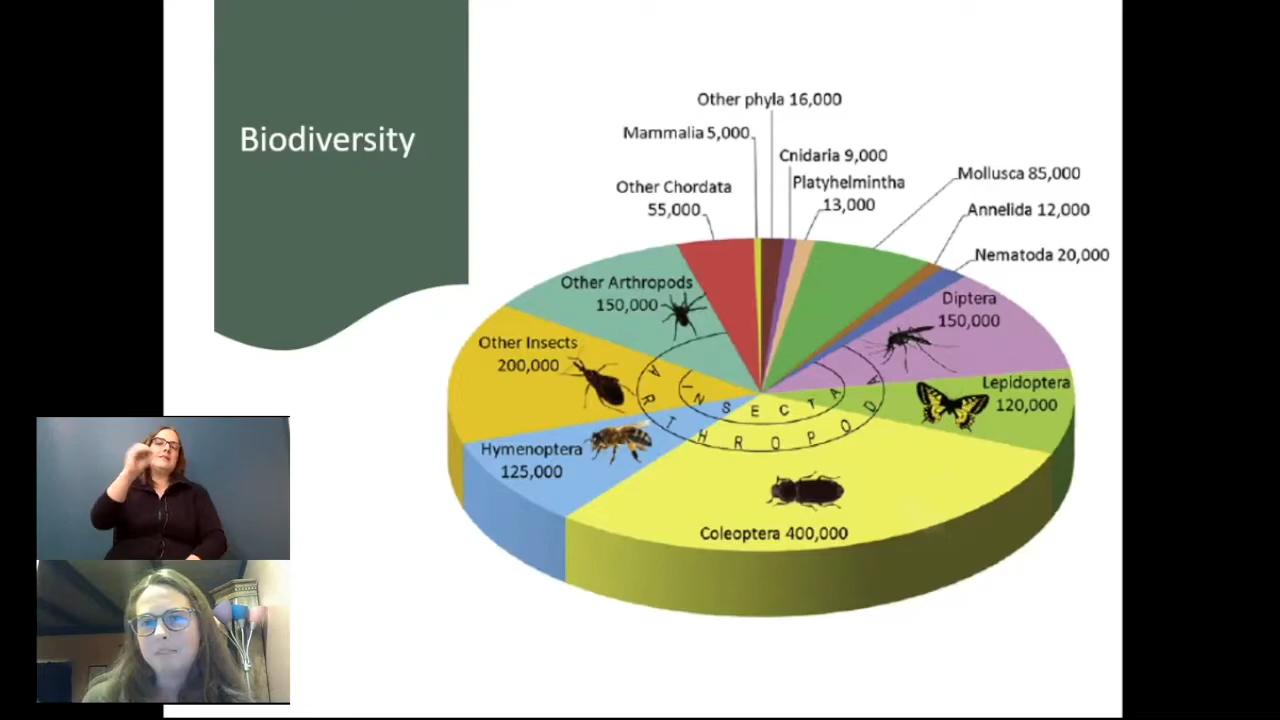 Biodiversity
Other phyla 16,000
Mammalia 5,000
Cnidaria 9,000
Platyhelmintha
13,000
Mollusca 85,000
Other Chordata
55,000
Annelida 12,000
Nematoda 20,000
Other Arthropods
150,000
Diptera
150,000
Other Insects
200,000
Lepidoptera
120,000
INSECTA
ARTHROPODA
Hymenoptera
125,000
Coleoptera 400,000